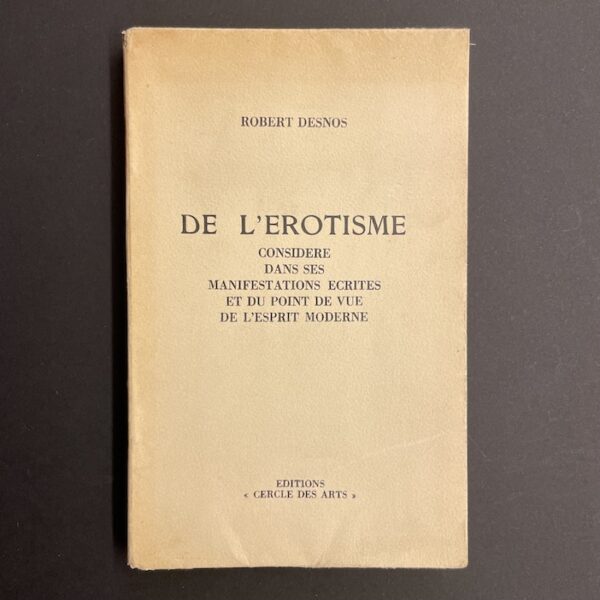 ROBERT DESNOS
DE L'EROTISME
CONSIDERE
DANS SES
MANIFESTATIONS ECRITES
ET DU POINT DE VUE
DE L'ESPRIT MODERNE
EDITIONS
« CERCLE DES ARTS »